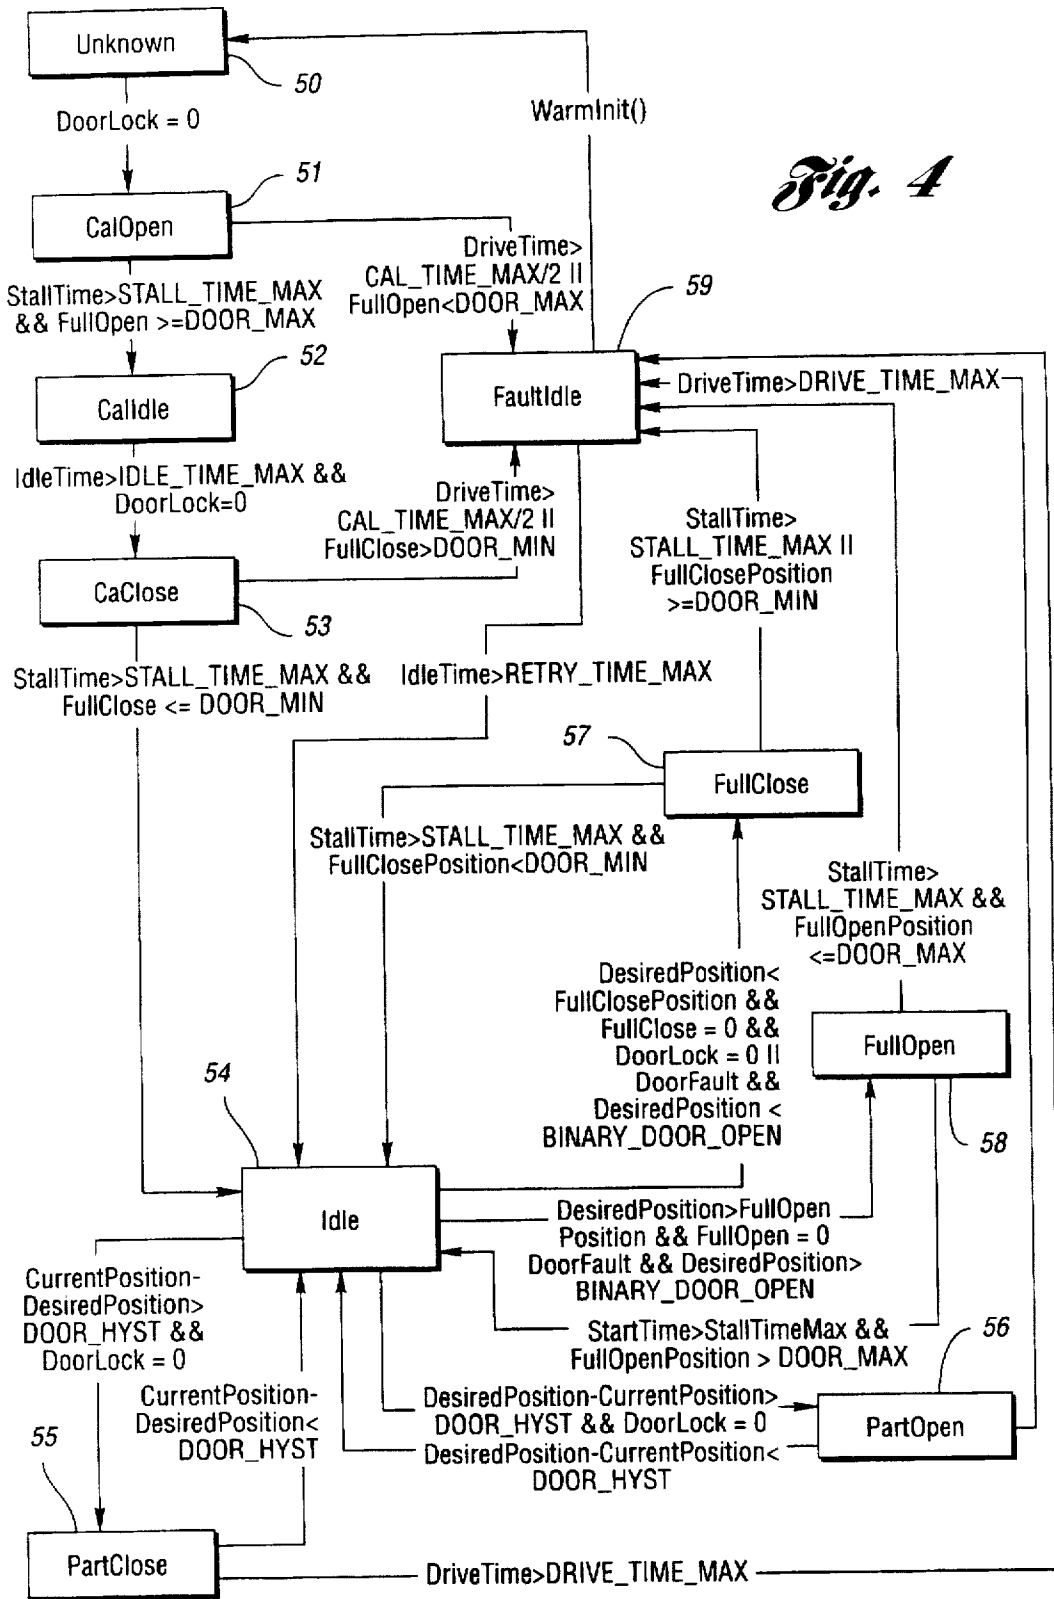 Unknown
50
DoorLock = 0
WarmInit()
Fig. 4
51
CalOpen
DriveTime>
CAL_TIME_MAX/2 II
FullOpen<DOOR_MAX
StallTime>STALL_TIME_MAX
&& FullOpen >=DOOR_MAX
59
52
CalIdle
FaultIdle
DriveTime>DRIVE_TIME_MAX
IdleTime>IDLE_TIME_MAX &&
DoorLock=0
DriveTime>
CAL_TIME_MAX/2 II
FullClose>DOOR_MIN
StallTime>
STALL_TIME_MAX II
FullClosePosition
>=DOOR_MIN
CaClose
53
StallTime>STALL_TIME_MAX &&
FullClose <= DOOR_MIN
IdleTime>RETRY_TIME_MAX
57
FullClose
StallTime>STALL_TIME_MAX &&
FullClosePosition<DOOR_MIN
StallTime>
STALL_TIME_MAX &&
FullOpenPosition
<=DOOR_MAX
DesiredPosition<
FullClosePosition &&
FullClose = 0 &&
DoorLock = 0 II
DoorFault &&
DesiredPosition <
BINARY_DOOR_OPEN
FullOpen
58
54
Idle
DesiredPosition>FullOpen
Position && FullOpen = 0
DoorFault && DesiredPosition>
BINARY_DOOR_OPEN
CurrentPosition-
DesiredPosition>
DOOR_HYST &&
DoorLock = 0
StartTime>StallTimeMax &&
FullOpenPosition > DOOR_MAX
56
DesiredPosition-CurrentPosition>
DOOR_HYST && DoorLock = 0
PartOpen
CurrentPosition-
DesiredPosition<
DOOR_HYST
DesiredPosition-CurrentPosition<
DOOR_HYST
55
PartClose
DriveTime>DRIVE_TIME_MAX